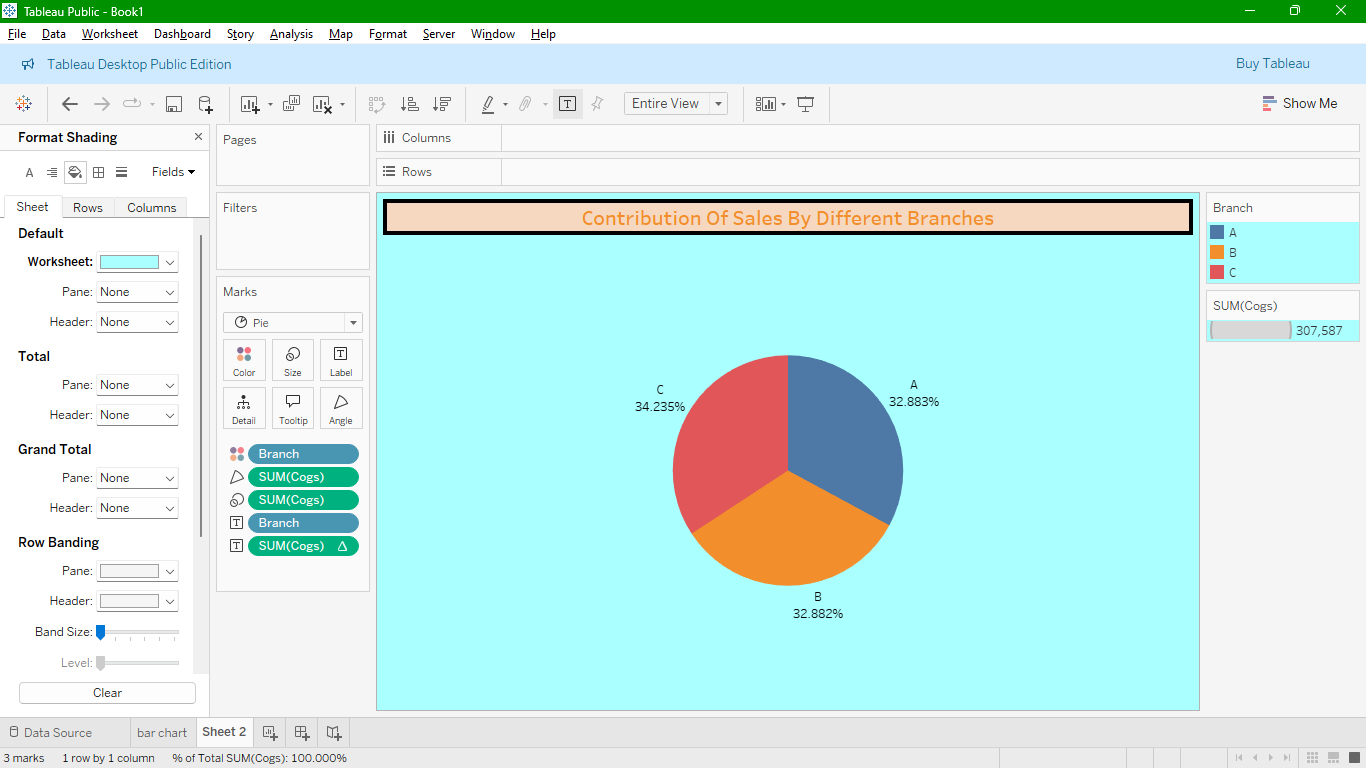 Tableau Public - Book1
File Data Worksheet Dashboard Story Analysis Map Format Server Window Help
Tableau Desktop Public Edition
Buy Tableau
Entire View
Show Me
Format Shading
Fields
Sheet Rows Columns
Default
Worksheet:
Pane: None
Header: None
Total
Pane: None
Header: None
Grand Total
Pane: None
Header: None
Row Banding
Pane:
Header:
Band Size:
Level:
Clear
Pages
Filters
Marks
Pie
Color Size Label
Detail Tooltip Angle
Branch
SUM(Cogs)
SUM(Cogs)
Branch
SUM(Cogs) Δ
Columns
Rows
Contribution Of Sales By Different Branches
C
34.235%
A
32.883%
B
32.882%
Branch
A
B
C
SUM(Cogs)
307,587
Data Source bar chart Sheet 2
3 marks 1 row by 1 column % of Total SUM(Cogs): 100.000%